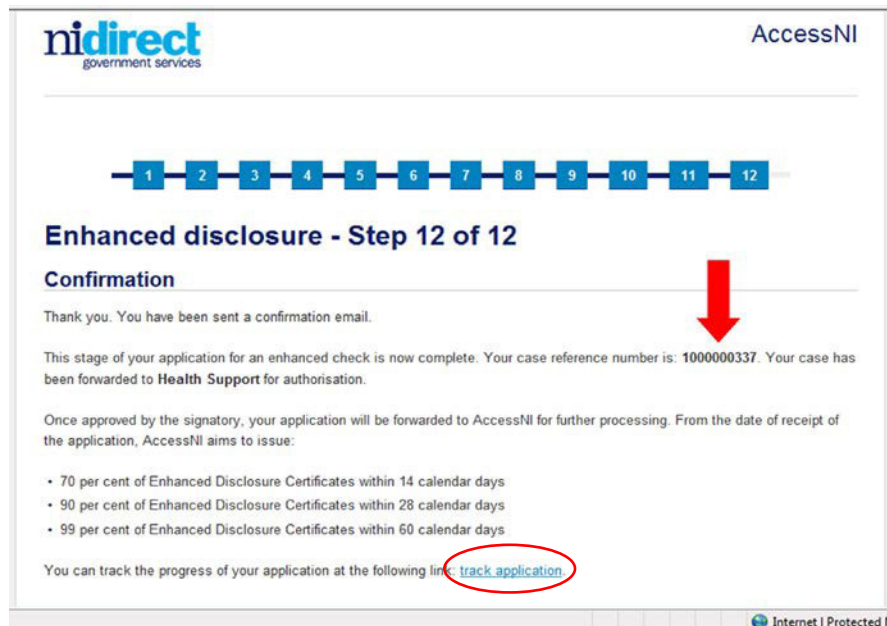 nidirect
government services
AccessNI
1 2 3 4 5 6 7 8 9 10 11 12
Enhanced disclosure - Step 12 of 12
Confirmation
Thank you. You have been sent a confirmation email.
This stage of your application for an enhanced check is now complete. Your case reference number is: 1000000337. Your case has
been forwarded to Health Support for authorisation.
Once approved by the signatory, your application will be forwarded to AccessNI for further processing. From the date of receipt of
the application, AccessNI aims to issue:
• 70 per cent of Enhanced Disclosure Certificates within 14 calendar days
• 90 per cent of Enhanced Disclosure Certificates within 28 calendar days
• 99 per cent of Enhanced Disclosure Certificates within 60 calendar days
You can track the progress of your application at the following link: track application.
Internet | Protected